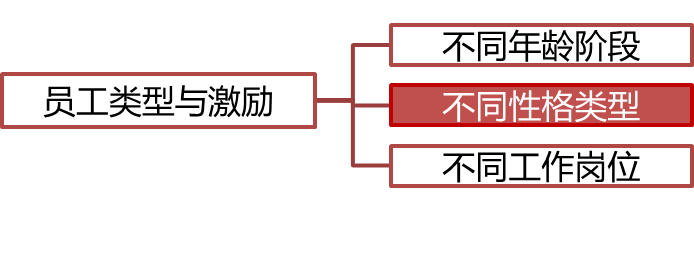 员工类型与激励
不同年龄阶段
不同性格类型
不同工作岗位